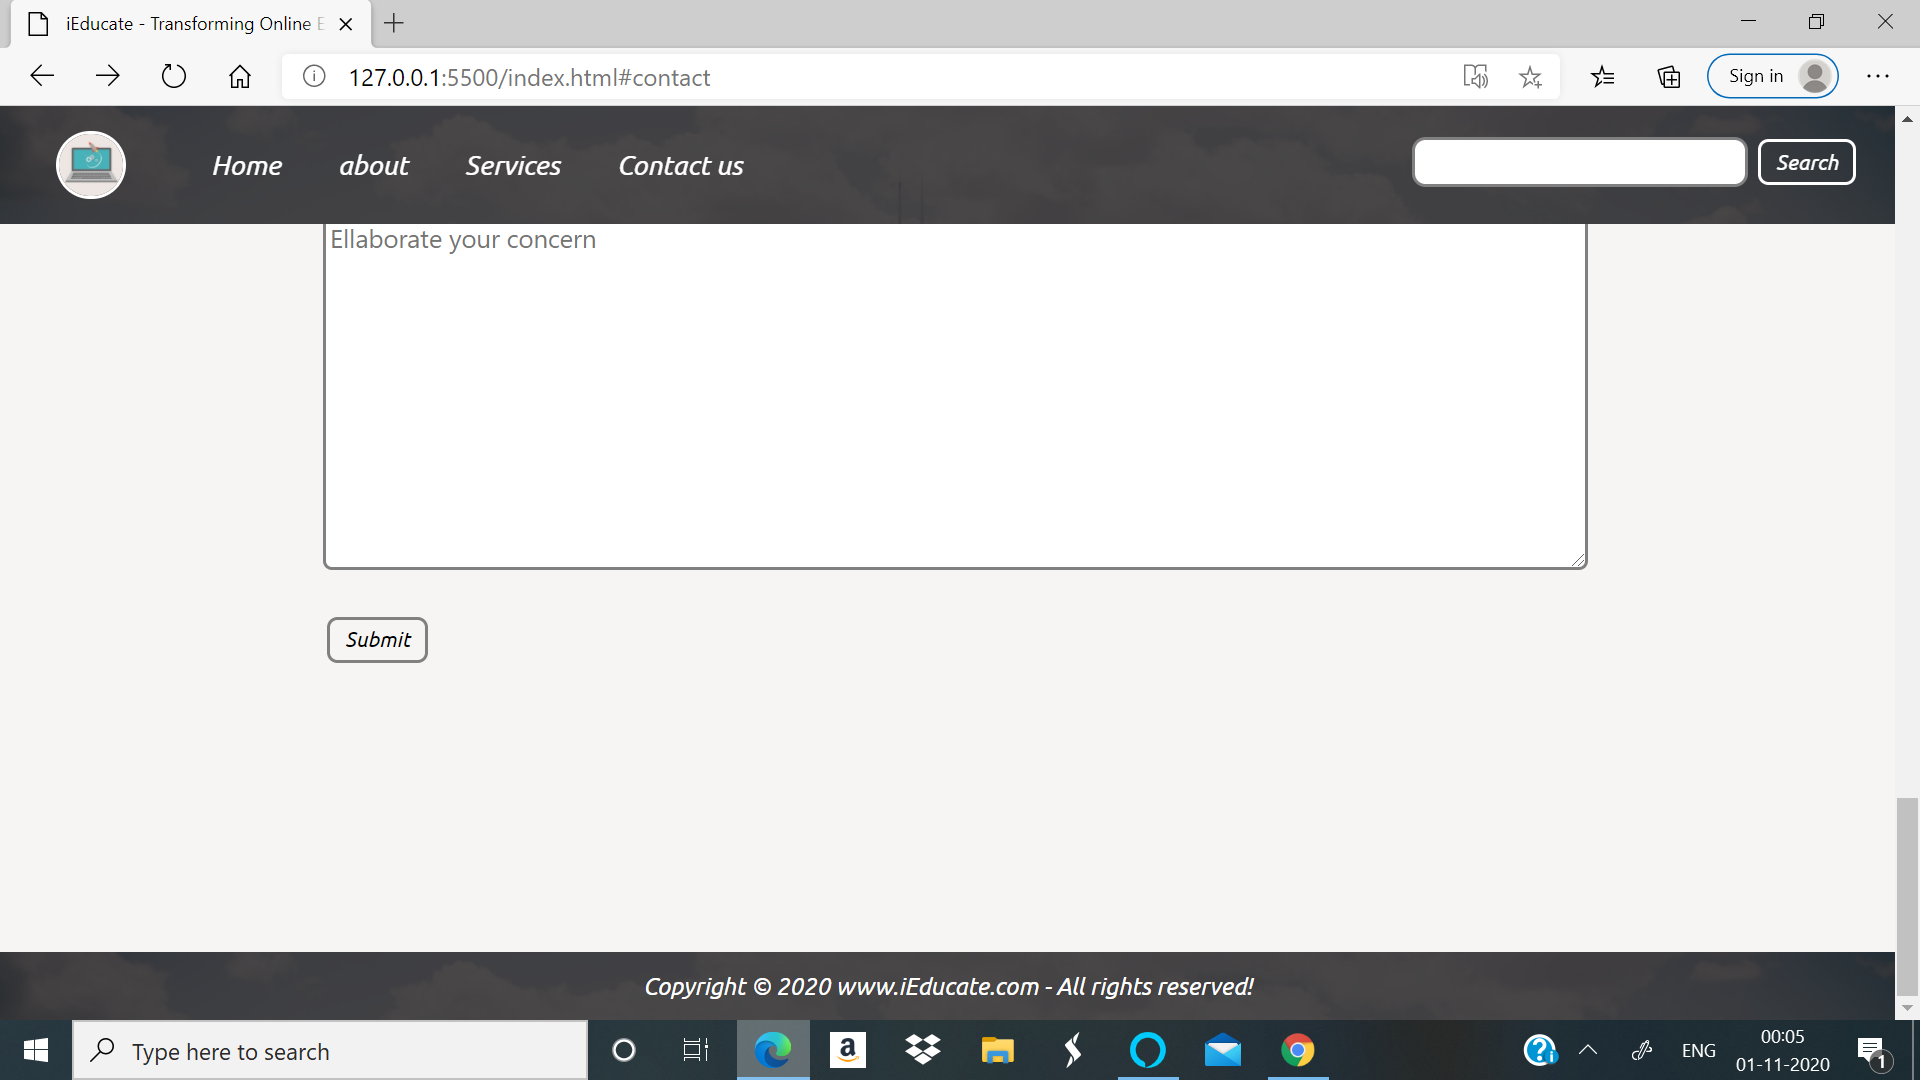 iEducate - Transforming Online E
127.0.0.1:5500/index.html#contact
Sign in
Home about Services Contact us
Search
Ellaborate your concern
Submit
Copyright © 2020 www.iEducate.com - All rights reserved!
Type here to search
a
ENG
00:05
01-11-2020
1